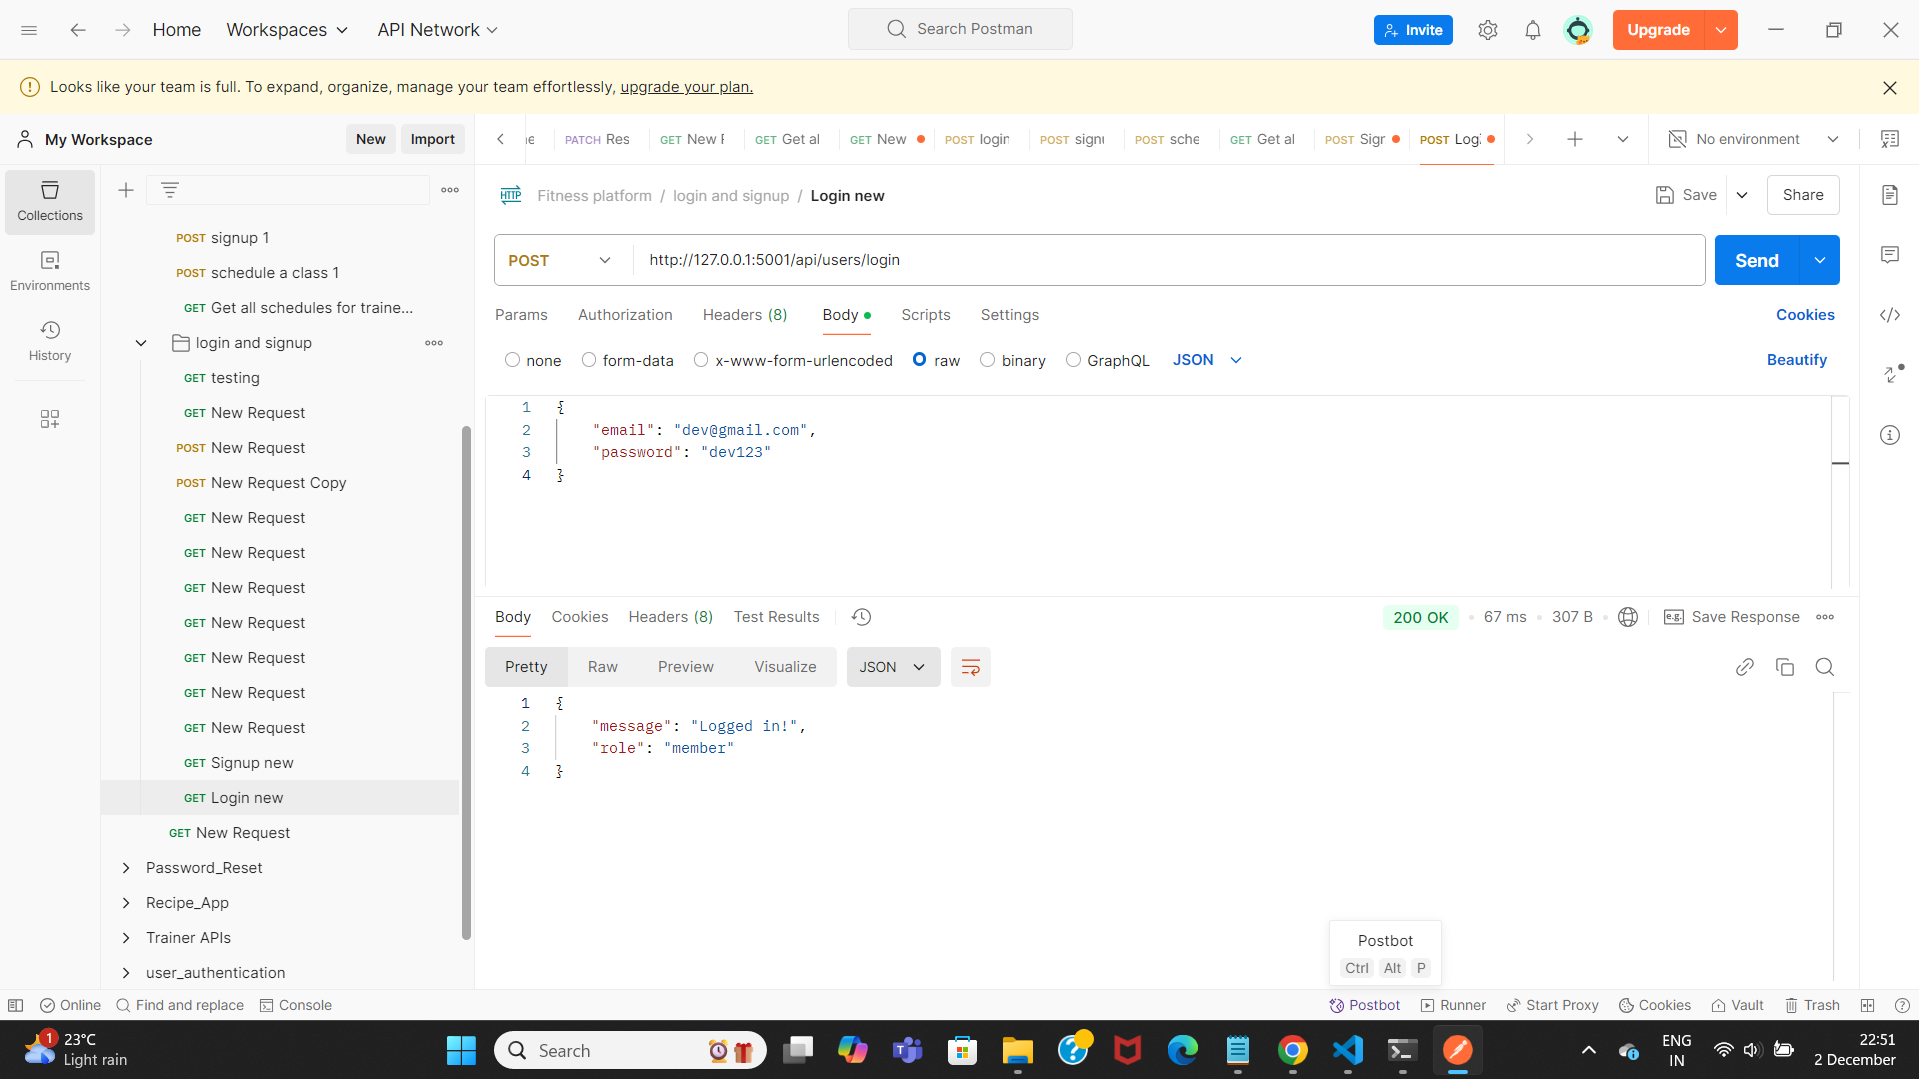 Home Workspaces API Network Search Postman Invite Upgrade
Looks like your team is full. To expand, organize, manage your team effortlessly, upgrade your plan.
My Workspace New Import
PATCH Res GET New F GET Get al GET New POST login POST signu POST sche GET Get al POST Sigr POST Log No environment
Collections
Environments
History
POST signup 1
POST schedule a class 1
GET Get all schedules for traine...
login and signup
GET testing
GET New Request
POST New Request
POST New Request Copy
GET New Request
GET New Request
GET New Request
GET New Request
GET New Request
GET New Request
GET New Request
GET Signup new
GET Login new
GET New Request
Password_Reset
Recipe_App
Trainer APIs
user_authentication
HTTP Fitness platform / login and signup / Login new Save Share
POST http://127.0.0.1:5001/api/users/login Send
Params Authorization Headers (8) Body Scripts Settings Cookies
none form-data x-www-form-urlencoded raw binary GraphQL JSON Beautify
1 {
2 "email": "dev@gmail.com",
3 "password": "dev123"
4 }
Body Cookies Headers (8) Test Results 200 OK 67 ms 307 B e.g. Save Response
Pretty Raw Preview Visualize JSON
1 {
2 "message": "Logged in!",
3 "role": "member"
4 }
Postbot
Ctrl Alt P
Online Find and replace Console Postbot Runner Start Proxy Cookies Vault Trash
1 23°C
Light rain
Search
ENG
IN
22:51
2 December